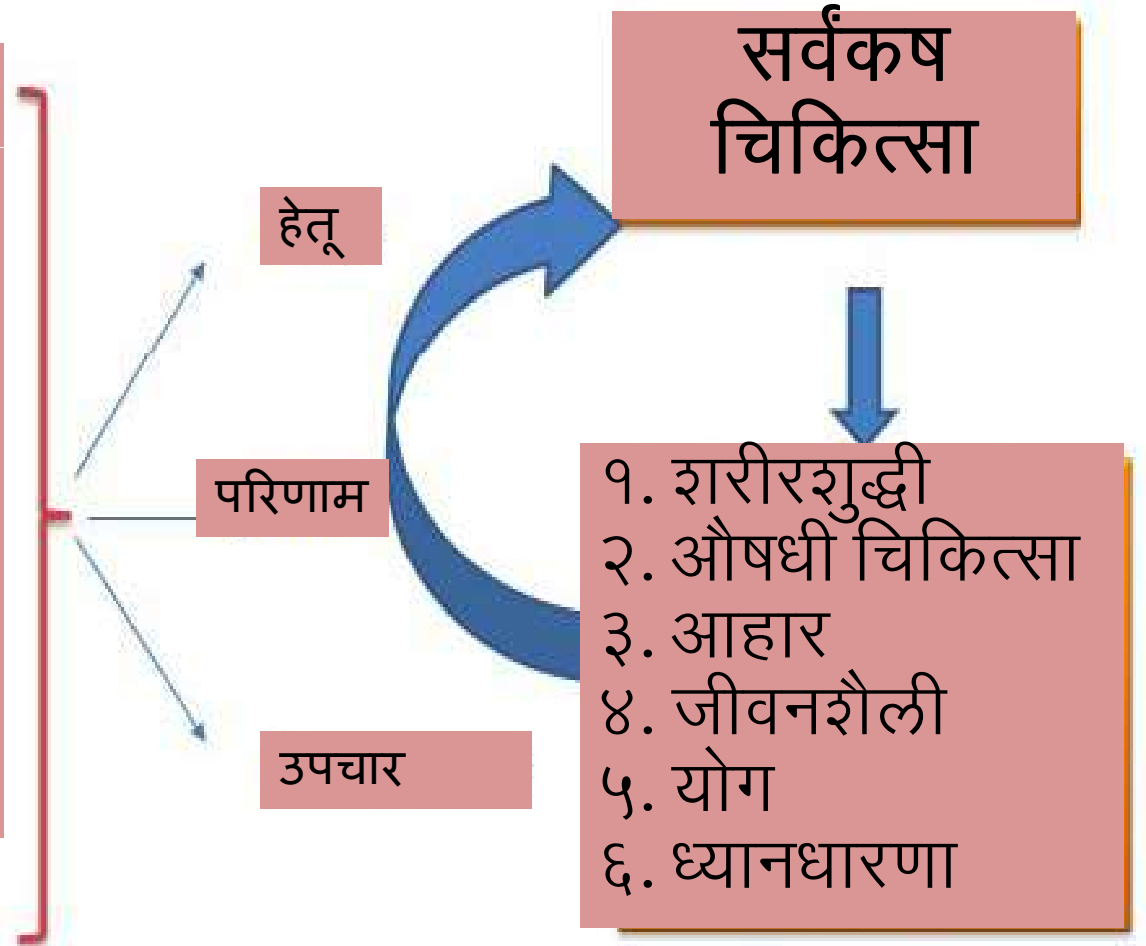 सर्वंकष
चिकित्सा
हेतू
परिणाम
उपचार
१. शरीरशुद्धी
२. औषधी चिकित्सा
३. आहार
४. जीवनशैली
५. योग
६. ध्यानधारणा